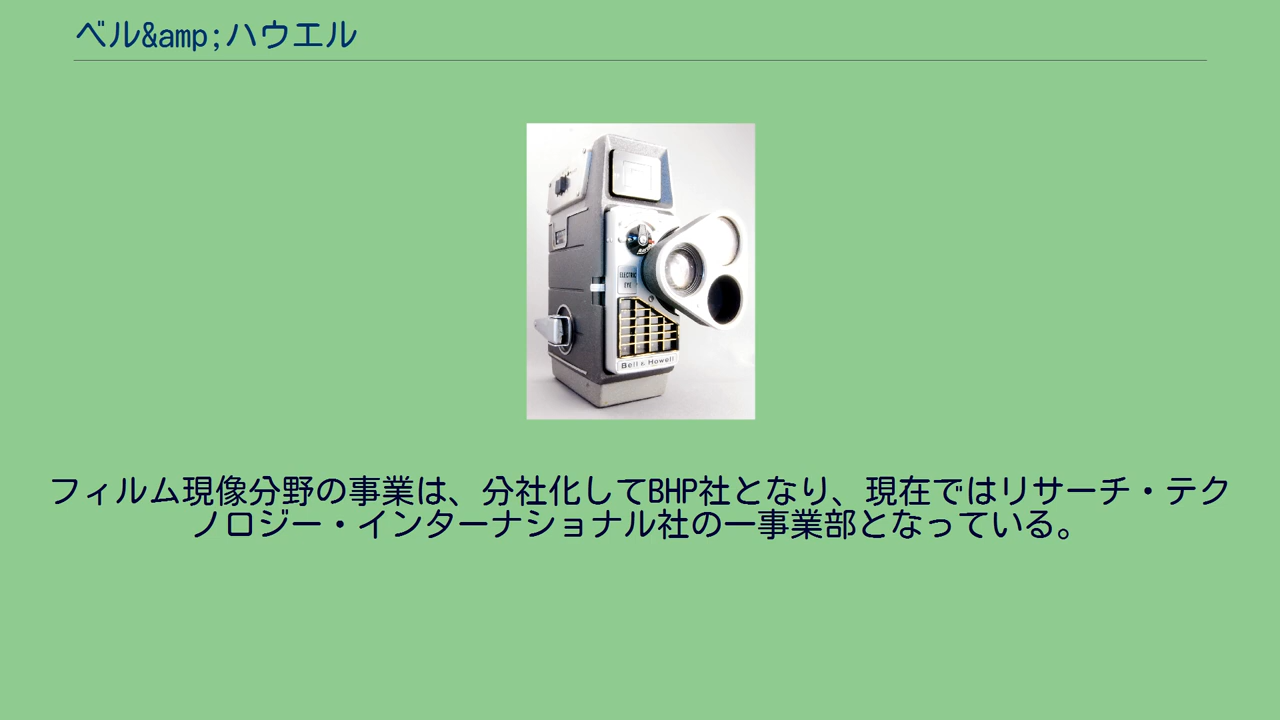 ベル&amp;ハウエル
ELECTRIC
EYE
Bell & Howell
フィルム現像分野の事業は、分社化してBHP社となり、現在ではリサーチ・テク
ノロジー・インターナショナル社の一事業部となっている。